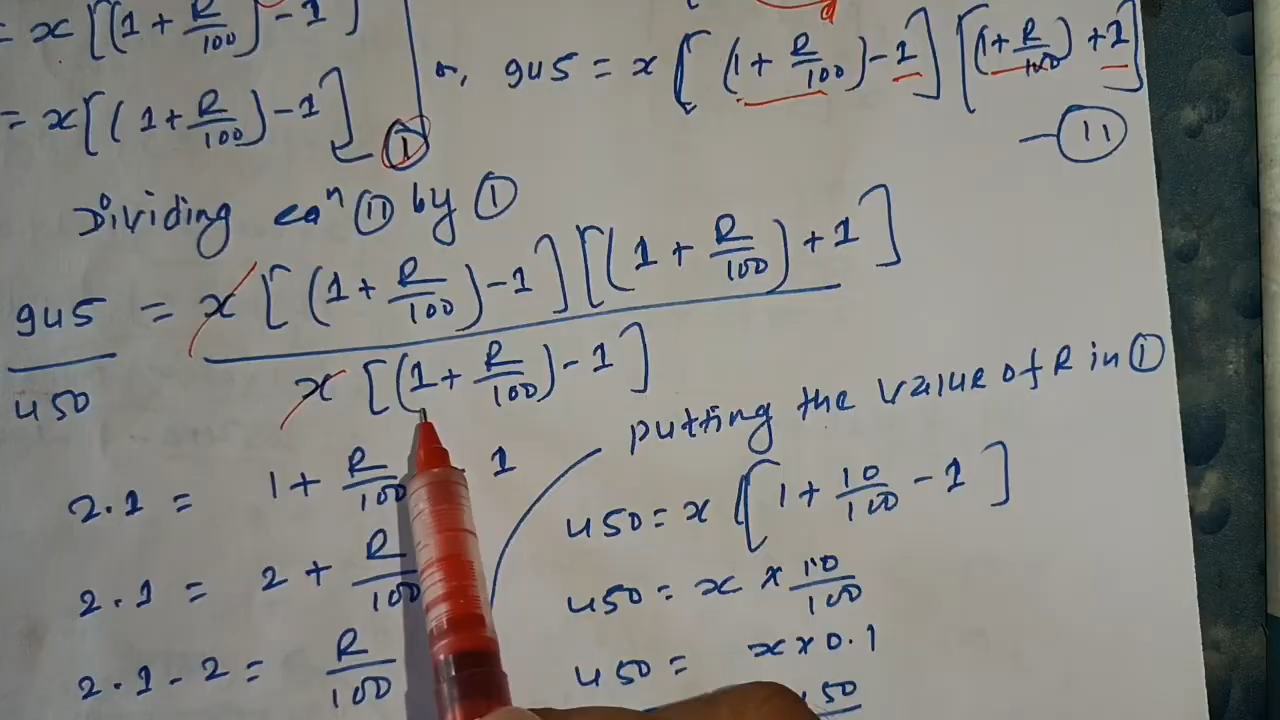 = x[(1 + R/100) - 1]
= x[(1 + R/100) - 1] ①
or, 945 = x[(1 + R/100) - 1][(1 + R/100) + 1]
— ⑪
Dividing eqⁿ ⑪ by ①
945/450 = x[(1 + R/100) - 1][(1 + R/100) + 1] / x[(1 + R/100) - 1]
2.1 = 1 + R/100 1
2.1 = 2 + R/100
2.1 - 2 = R/100
putting the value of R in ①
450 = x[1 + 10/100 - 1]
450 = x × 10/100
450 = x × 0.1